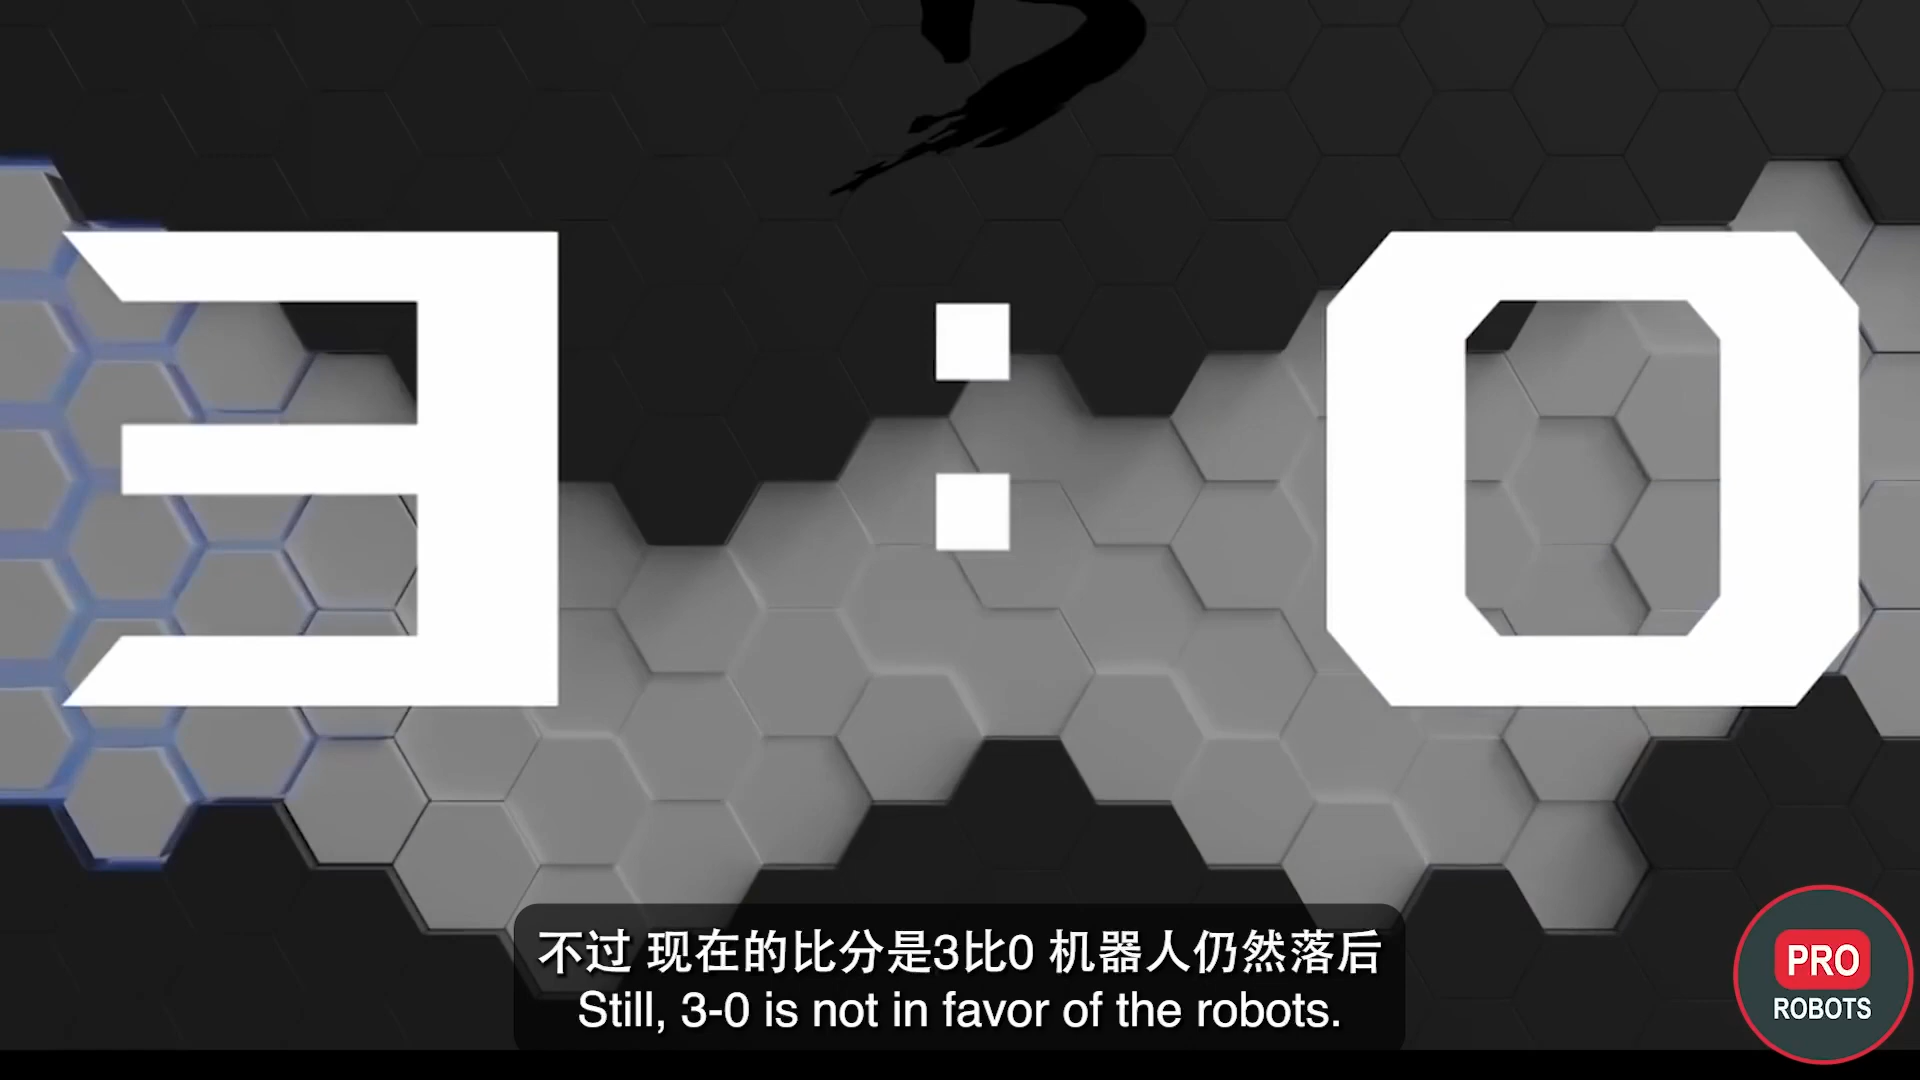 3:0
不过 现在的比分是3比0 机器人仍然落后
Still, 3-0 is not in favor of the robots.
PRO
ROBOTS